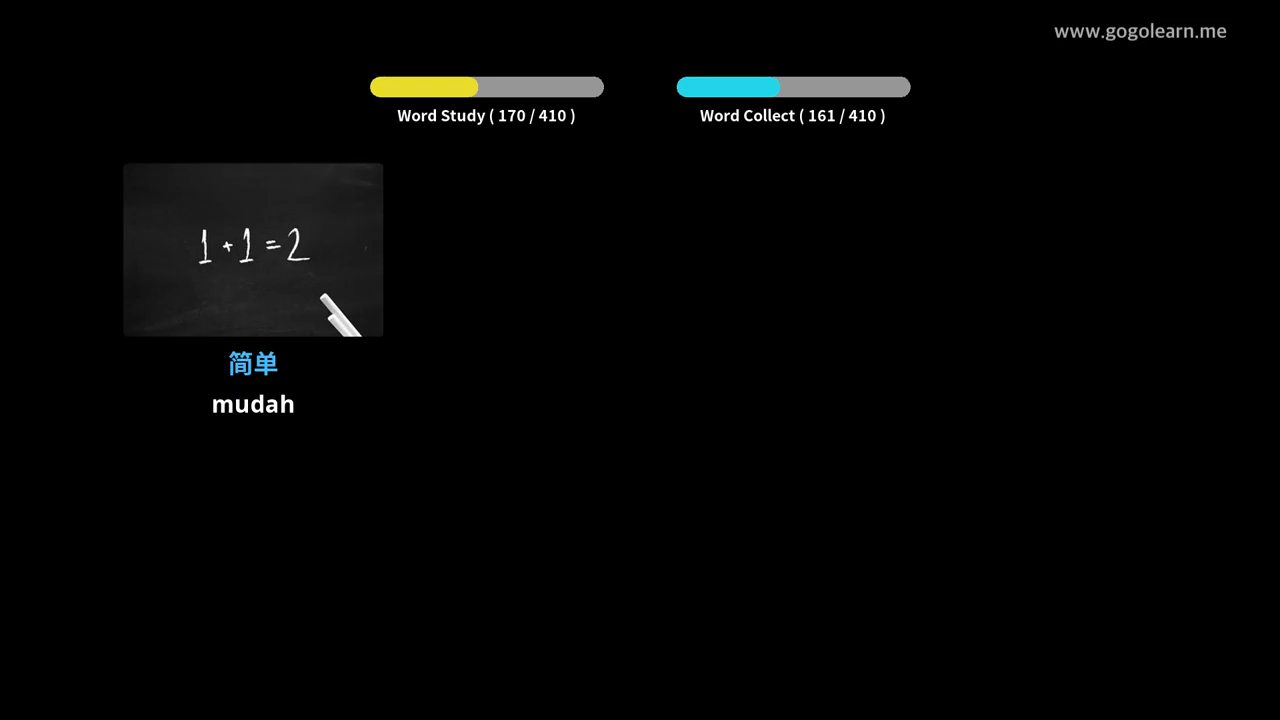 www.gogolearn.me
Word Study ( 170 / 410 )
Word Collect ( 161 / 410 )
1 + 1 = 2
简单
mudah